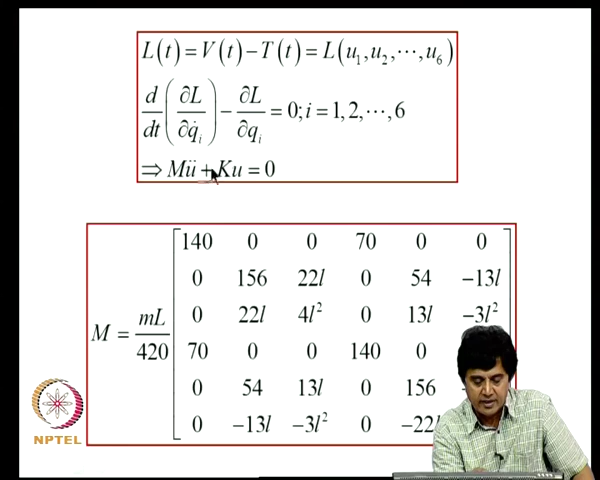 L(t) = V(t) − T(t) = L(u₁, u₂, ⋯, u₆)
d/dt (∂L/∂q̇ᵢ) − ∂L/∂qᵢ = 0; i = 1, 2, ⋯, 6
⇒ Mü + Ku = 0
M = mL/420
140 0 0 70 0 0
0 156 22l 0 54 −13l
0 22l 4l² 0 13l −3l²
70 0 0 140 0
0 54 13l 0 156
0 −13l −3l² 0 −22l
NPTEL